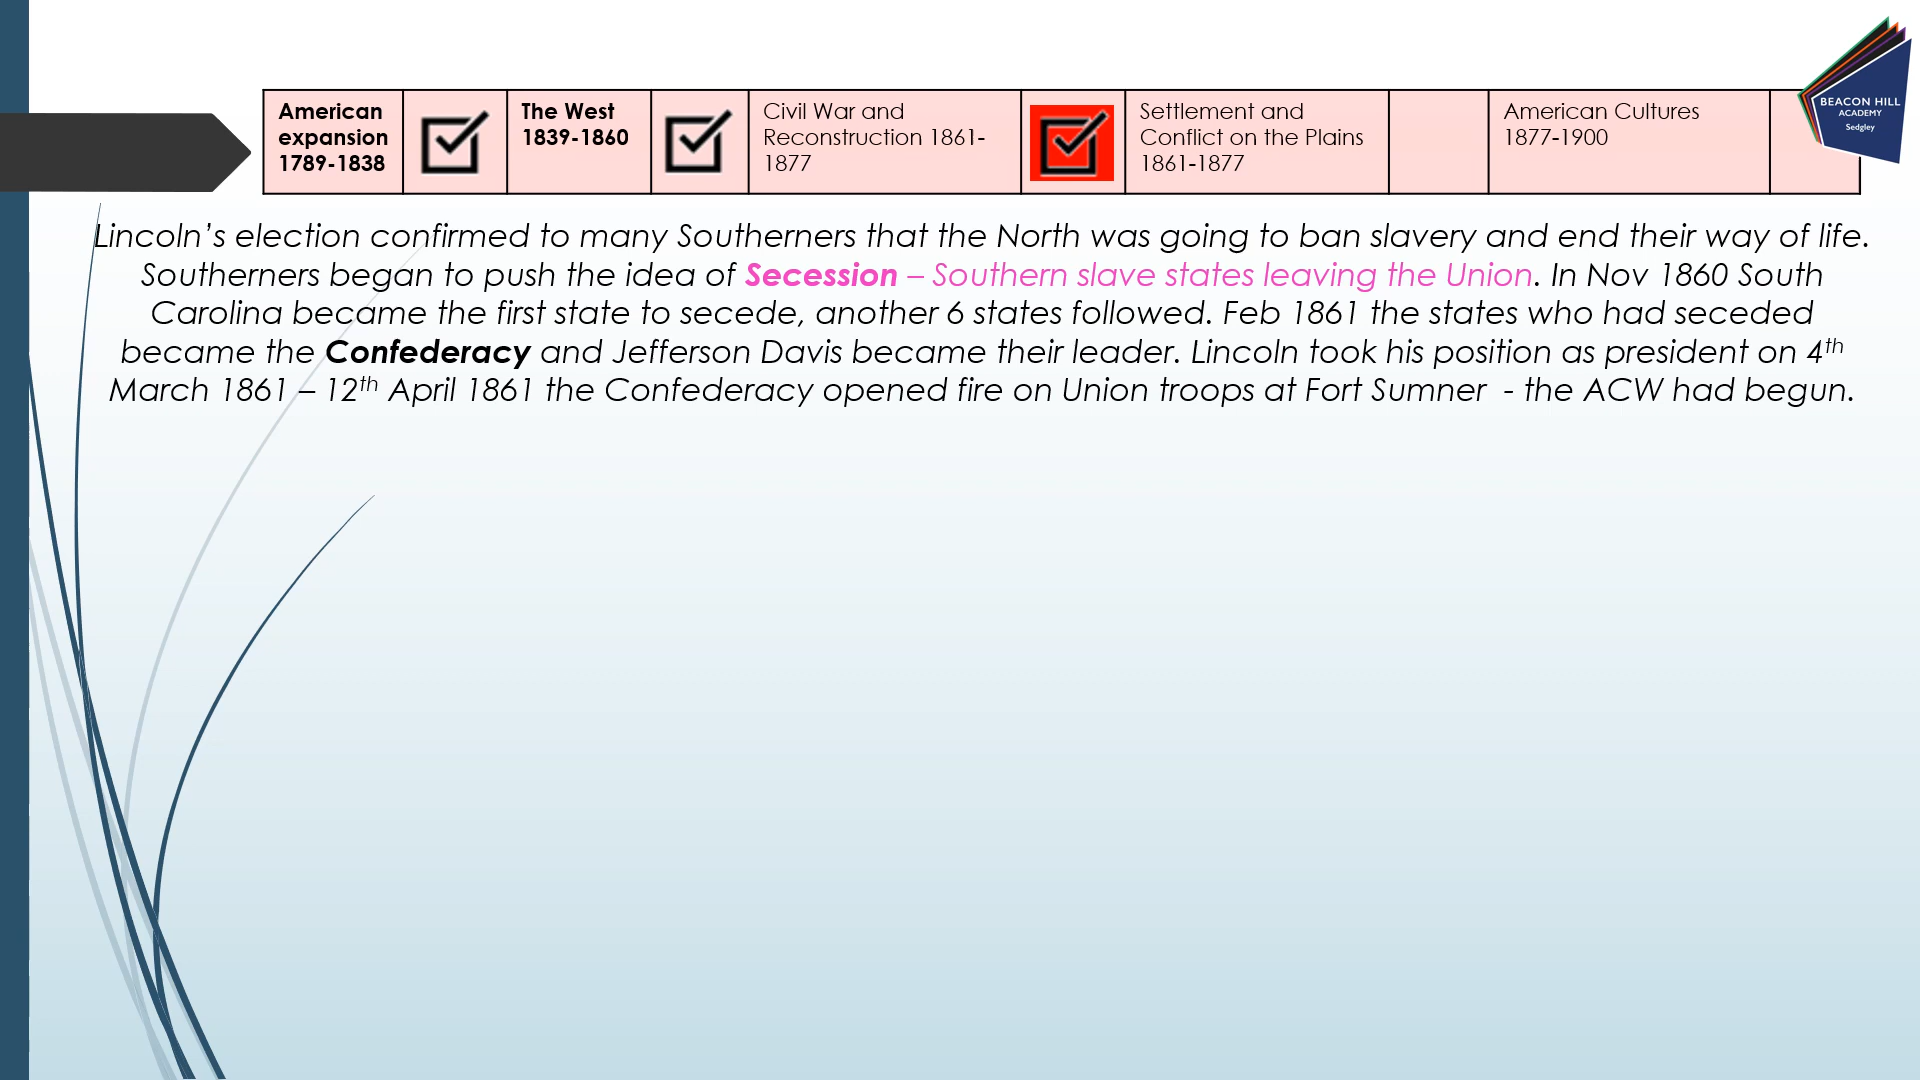 American
expansion
1789-1838
The West
1839-1860
Civil War and
Reconstruction 1861-
1877
Settlement and
Conflict on the Plains
1861-1877
American Cultures
1877-1900
BEACON HILL
ACADEMY
Sedgley
Lincoln’s election confirmed to many Southerners that the North was going to ban slavery and end their way of life.
Southerners began to push the idea of Secession – Southern slave states leaving the Union. In Nov 1860 South
Carolina became the first state to secede, another 6 states followed. Feb 1861 the states who had seceded
became the Confederacy and Jefferson Davis became their leader. Lincoln took his position as president on 4th
March 1861 – 12th April 1861 the Confederacy opened fire on Union troops at Fort Sumner - the ACW had begun.